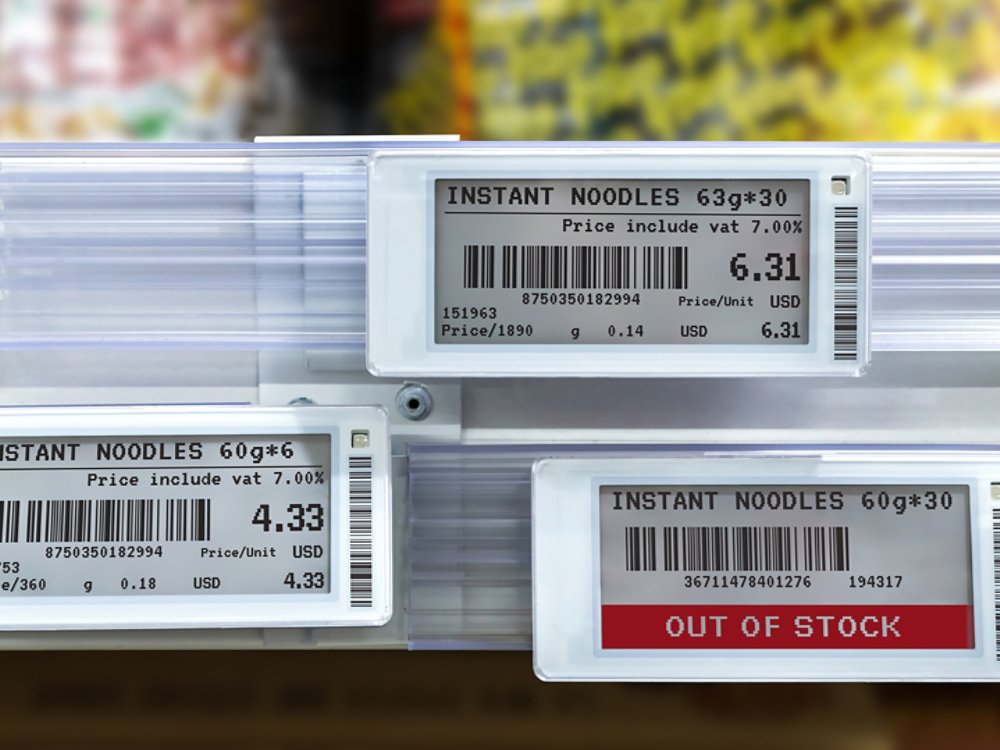 INSTANT NOODLES 63g*30
Price include vat 7.00%
6.31
8750350182994 Price/Unit USD
151963
Price/1890 g 0.14 USD 6.31
NSTANT NOODLES 60g*6
Price include vat 7.00%
4.33
8750350182994 Price/Unit USD
753
e/360 g 0.18 USD 4.33
INSTANT NOODLES 60g*30
36711478401276 194317
OUT OF STOCK